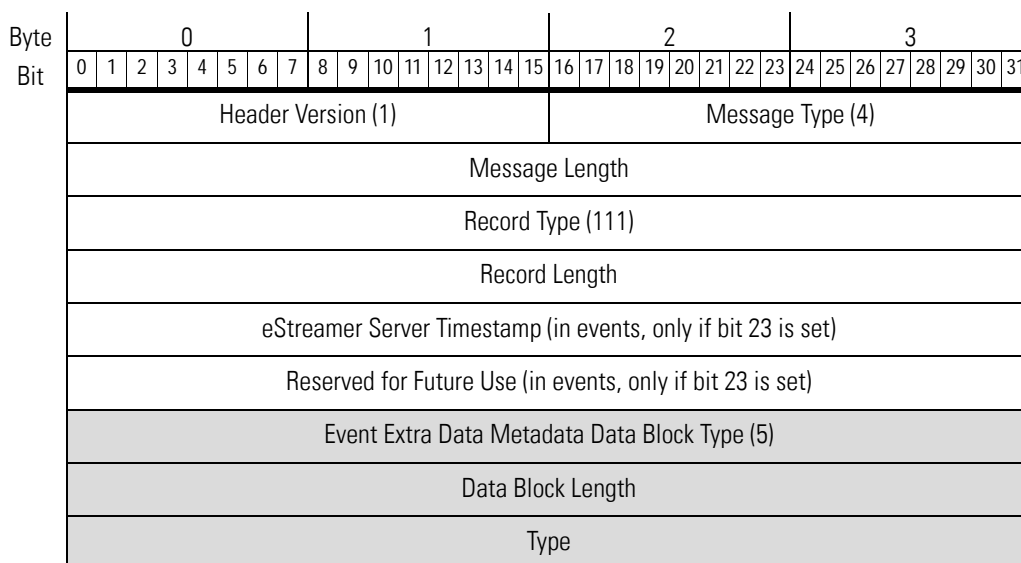 Byte 0 1 2 3
Bit 0 1 2 3 4 5 6 7 8 9 10 11 12 13 14 15 16 17 18 19 20 21 22 23 24 25 26 27 28 29 30 31
Header Version (1) Message Type (4)
Message Length
Record Type (111)
Record Length
eStreamer Server Timestamp (in events, only if bit 23 is set)
Reserved for Future Use (in events, only if bit 23 is set)
Event Extra Data Metadata Data Block Type (5)
Data Block Length
Type